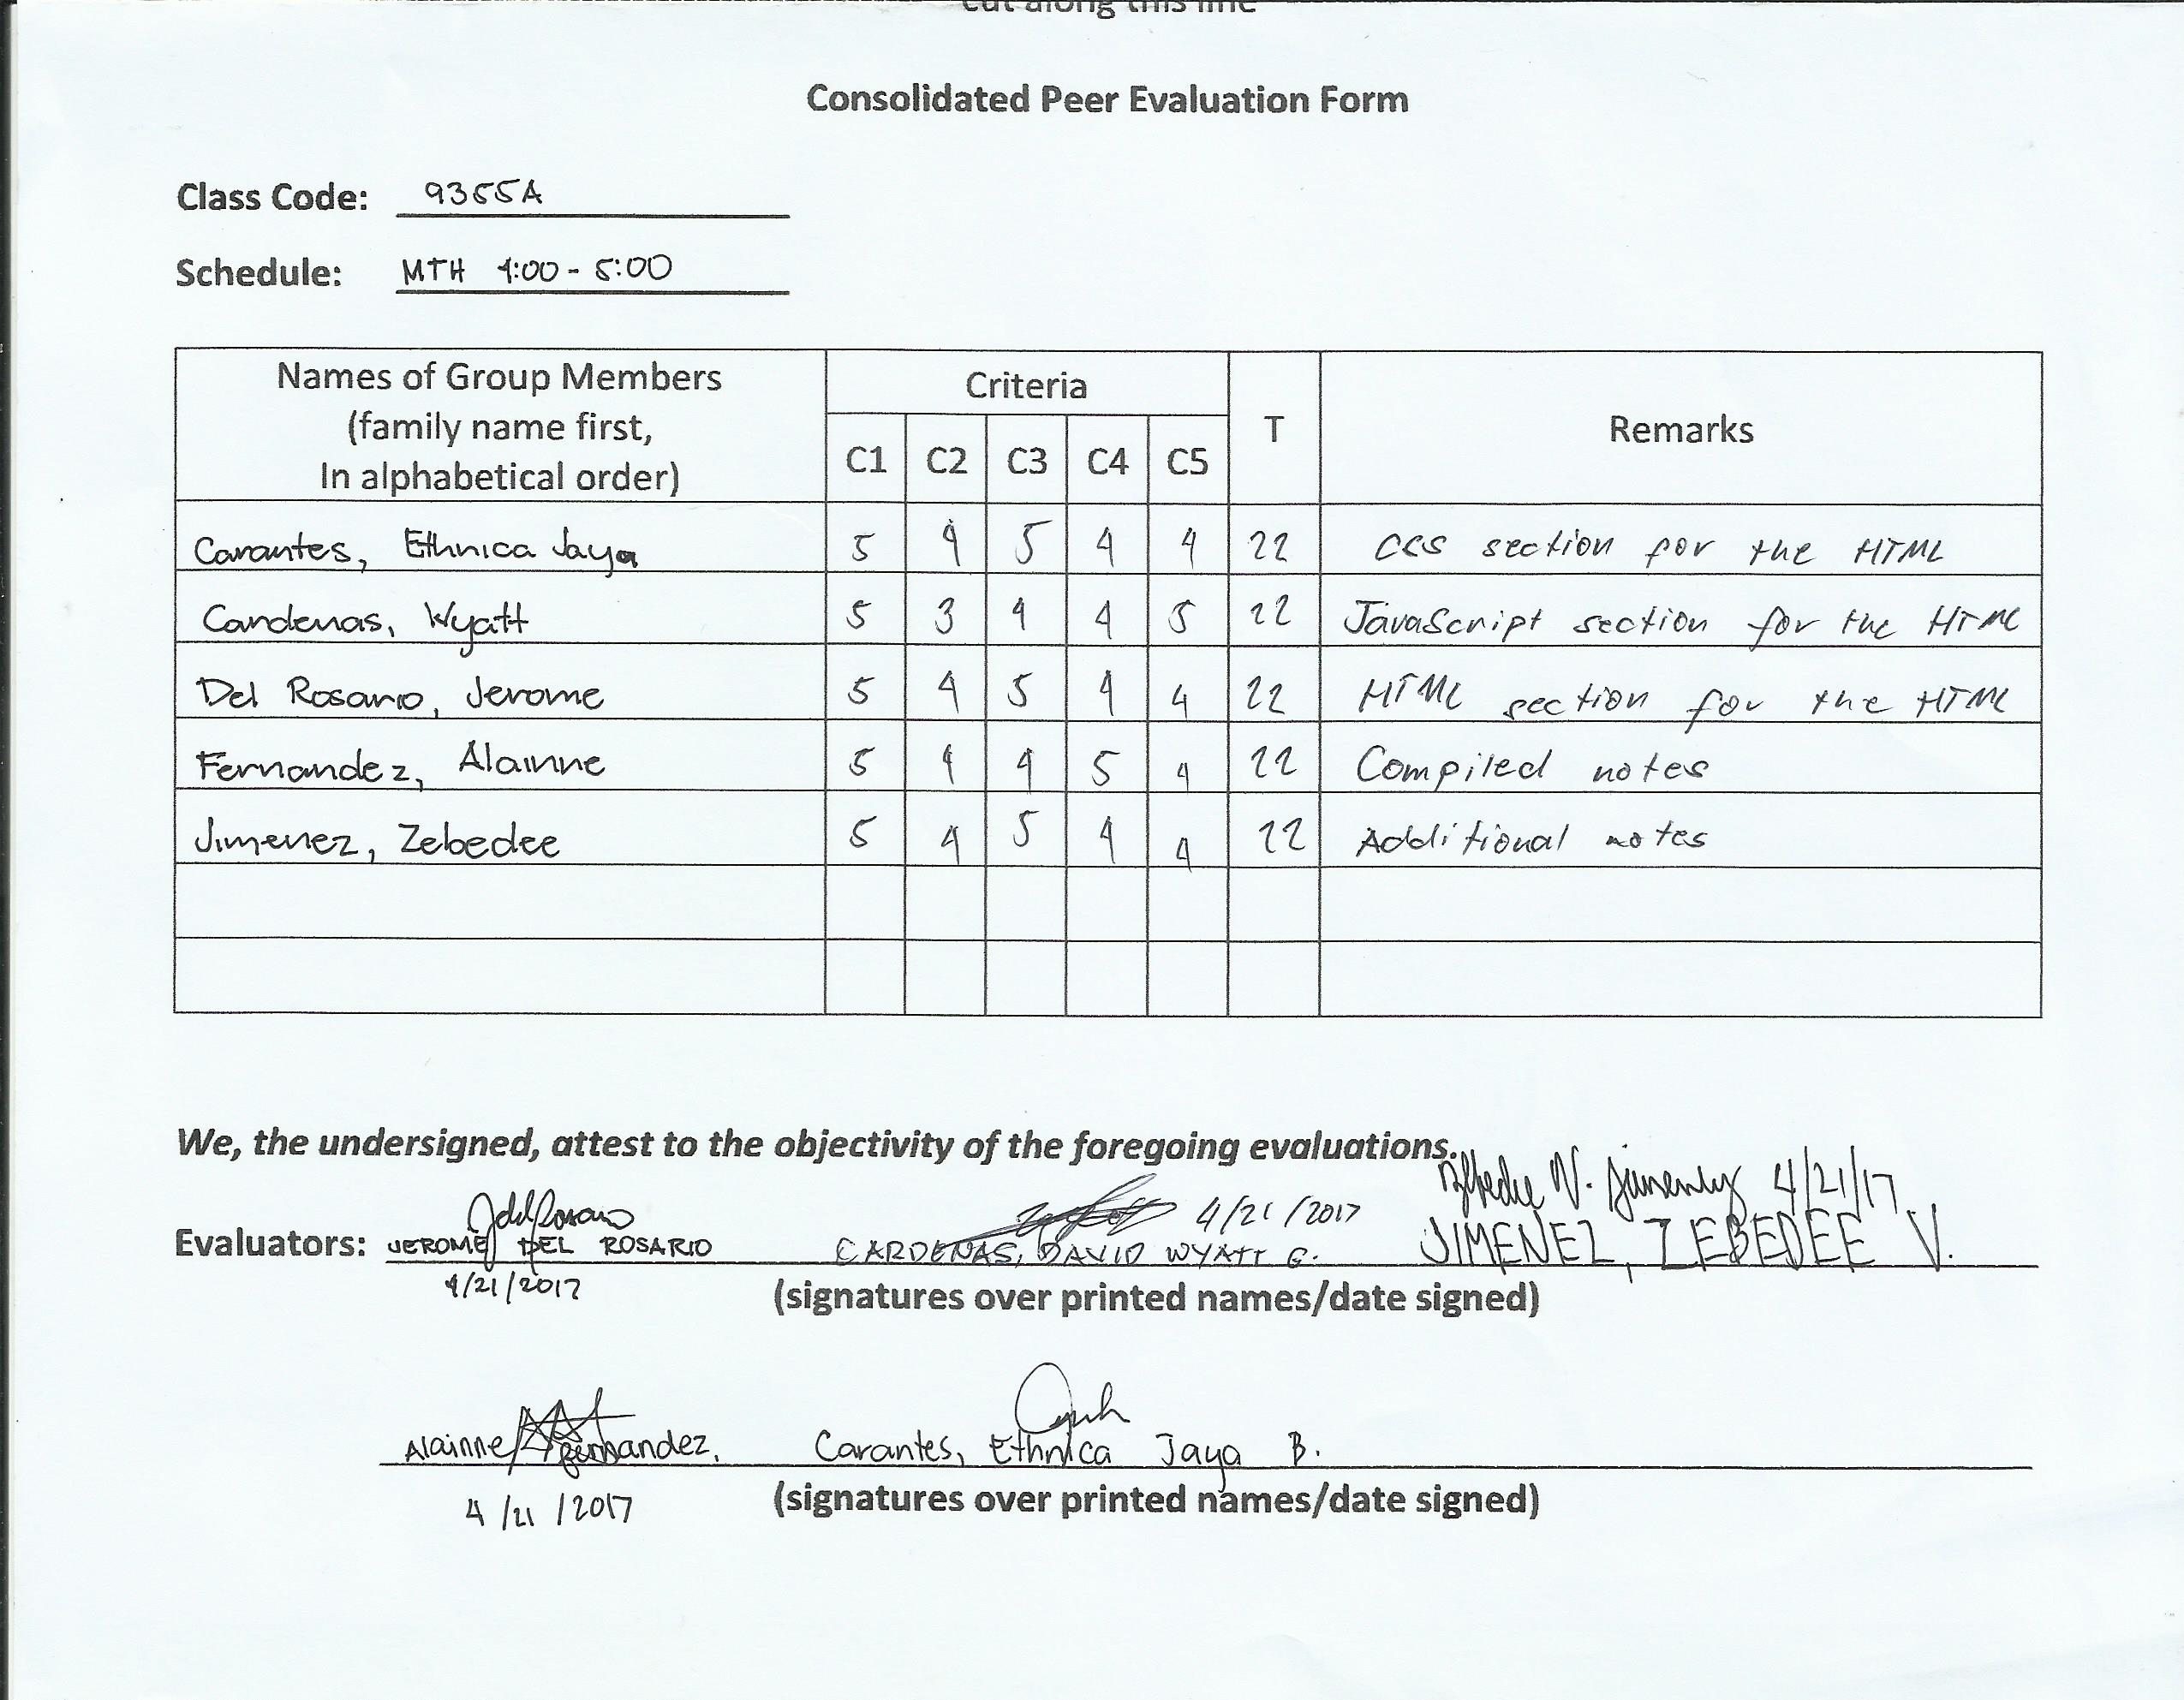 cut along this line
Consolidated Peer Evaluation Form
Class Code: 9355A
Schedule: MTH 4:00 - 5:00
Names of Group Members
(family name first,
In alphabetical order)
Criteria
C1 C2 C3 C4 C5
T
Remarks
Carantes, Ethnica Jaya 5 4 5 4 4 22 CCS section for the HTML
Cardenas, Wyatt 5 3 4 4 5 22 JavaScript section for the HTML
Del Rosario, Jerome 5 4 5 4 4 22 HTML section for the HTML
Fernandez, Alainne 5 4 4 5 4 22 Compiled notes
Jimenez, Zebedee 5 4 5 4 4 22 Additional notes
We, the undersigned, attest to the objectivity of the foregoing evaluations.
4/21/2017 Zebedee V. Jimenez 4/21/17
Evaluators: JEROME DEL ROSARIO CARDENAS, DAVID WYATT G. JIMENEZ, ZEBEDEE V.
4/21/2017
(signatures over printed names/date signed)
Alainne Fernandez. Carantes, Ethnica Jaya B.
4/21/2017
(signatures over printed names/date signed)